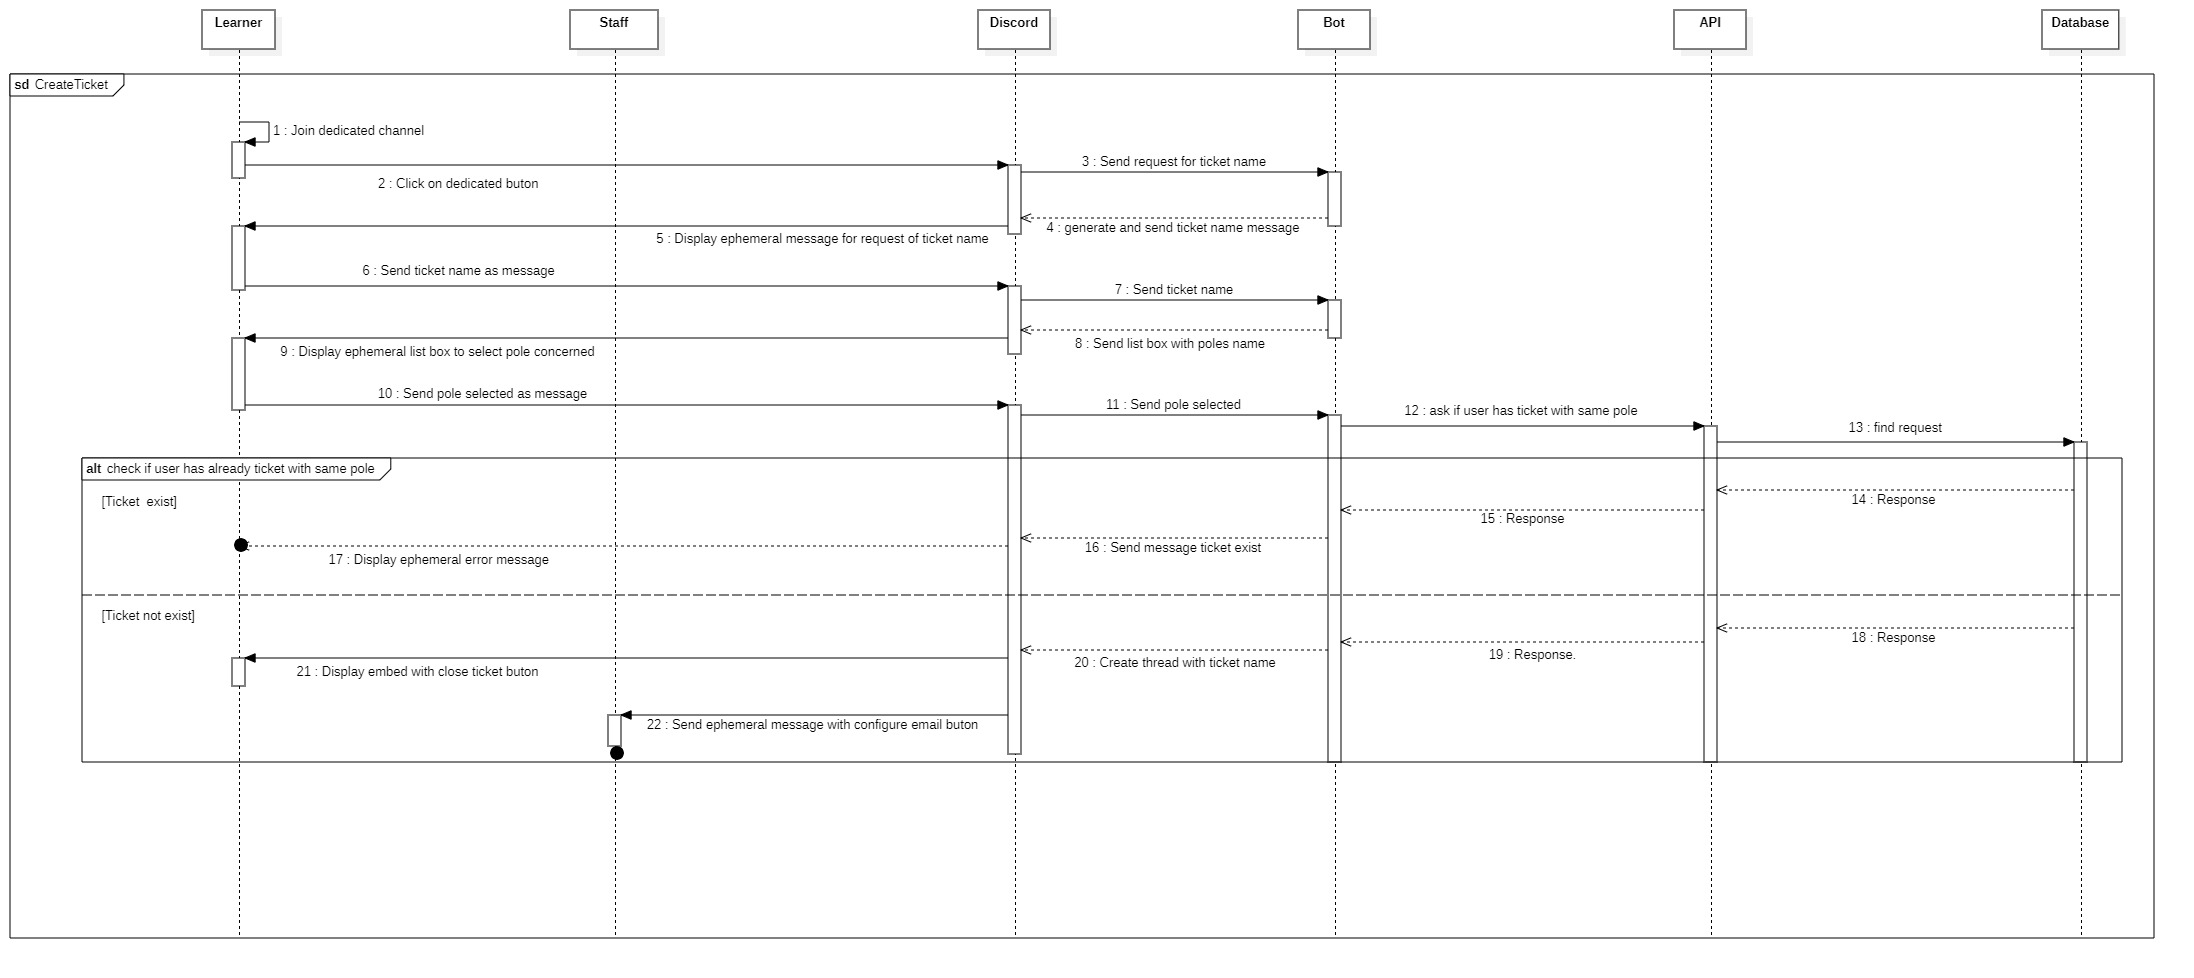 Learner
Staff
Discord
Bot
API
Database
sd CreateTicket
1 : Join dedicated channel
2 : Click on dedicated buton
3 : Send request for ticket name
4 : generate and send ticket name message
5 : Display ephemeral message for request of ticket name
6 : Send ticket name as message
7 : Send ticket name
8 : Send list box with poles name
9 : Display ephemeral list box to select pole concerned
10 : Send pole selected as message
11 : Send pole selected
12 : ask if user has ticket with same pole
13 : find request
alt check if user has already ticket with same pole
[Ticket  exist]
14 : Response
15 : Response
16 : Send message ticket exist
17 : Display ephemeral error message
[Ticket not exist]
18 : Response
19 : Response.
20 : Create thread with ticket name
21 : Display embed with close ticket buton
22 : Send ephemeral message with configure email buton